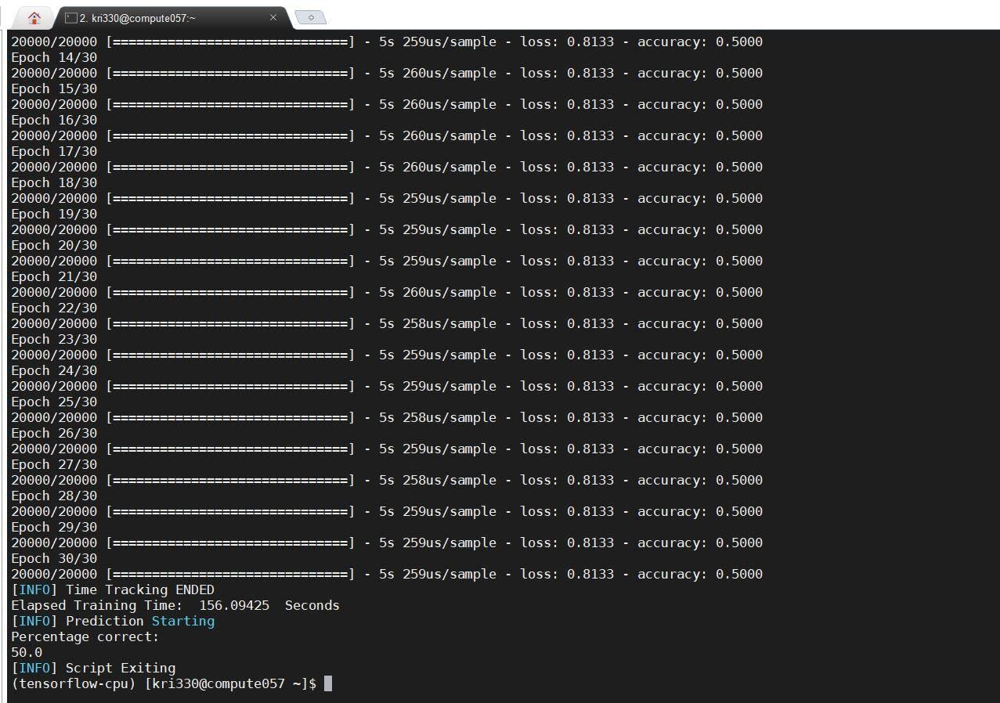 2. kri330@compute057:~
20000/20000 [==============================] - 5s 259us/sample - loss: 0.8133 - accuracy: 0.5000
Epoch 14/30
20000/20000 [==============================] - 5s 260us/sample - loss: 0.8133 - accuracy: 0.5000
Epoch 15/30
20000/20000 [==============================] - 5s 260us/sample - loss: 0.8133 - accuracy: 0.5000
Epoch 16/30
20000/20000 [==============================] - 5s 260us/sample - loss: 0.8133 - accuracy: 0.5000
Epoch 17/30
20000/20000 [==============================] - 5s 260us/sample - loss: 0.8133 - accuracy: 0.5000
Epoch 18/30
20000/20000 [==============================] - 5s 259us/sample - loss: 0.8133 - accuracy: 0.5000
Epoch 19/30
20000/20000 [==============================] - 5s 259us/sample - loss: 0.8133 - accuracy: 0.5000
Epoch 20/30
20000/20000 [==============================] - 5s 259us/sample - loss: 0.8133 - accuracy: 0.5000
Epoch 21/30
20000/20000 [==============================] - 5s 260us/sample - loss: 0.8133 - accuracy: 0.5000
Epoch 22/30
20000/20000 [==============================] - 5s 258us/sample - loss: 0.8133 - accuracy: 0.5000
Epoch 23/30
20000/20000 [==============================] - 5s 259us/sample - loss: 0.8133 - accuracy: 0.5000
Epoch 24/30
20000/20000 [==============================] - 5s 259us/sample - loss: 0.8133 - accuracy: 0.5000
Epoch 25/30
20000/20000 [==============================] - 5s 258us/sample - loss: 0.8133 - accuracy: 0.5000
Epoch 26/30
20000/20000 [==============================] - 5s 259us/sample - loss: 0.8133 - accuracy: 0.5000
Epoch 27/30
20000/20000 [==============================] - 5s 258us/sample - loss: 0.8133 - accuracy: 0.5000
Epoch 28/30
20000/20000 [==============================] - 5s 259us/sample - loss: 0.8133 - accuracy: 0.5000
Epoch 29/30
20000/20000 [==============================] - 5s 259us/sample - loss: 0.8133 - accuracy: 0.5000
Epoch 30/30
20000/20000 [==============================] - 5s 259us/sample - loss: 0.8133 - accuracy: 0.5000
[INFO] Time Tracking ENDED
Elapsed Training Time:  156.09425  Seconds
[INFO] Prediction Starting
Percentage correct:
50.0
[INFO] Script Exiting
(tensorflow-cpu) [kri330@compute057 ~]$